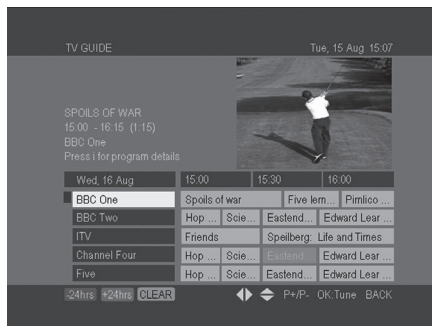 TV GUIDE
Tue, 15 Aug 15:07
SPOILS OF WAR
15:00 - 16:15 (1:15)
BBC One
Press i for program details
Wed, 16 Aug 15:00 15:30 16:00
BBC One Spoils of war Five lern... Pimlico ...
BBC Two Hop ... Scie... Eastend... Edward Lear ...
ITV Friends Speilberg: Life and Times
Channel Four Hop ... Scie... Eastend... Edward Lear ...
Five Hop ... Scie... Eastend... Edward Lear ...
-24hrs +24hrs CLEAR P+/P- OK:Tune BACK